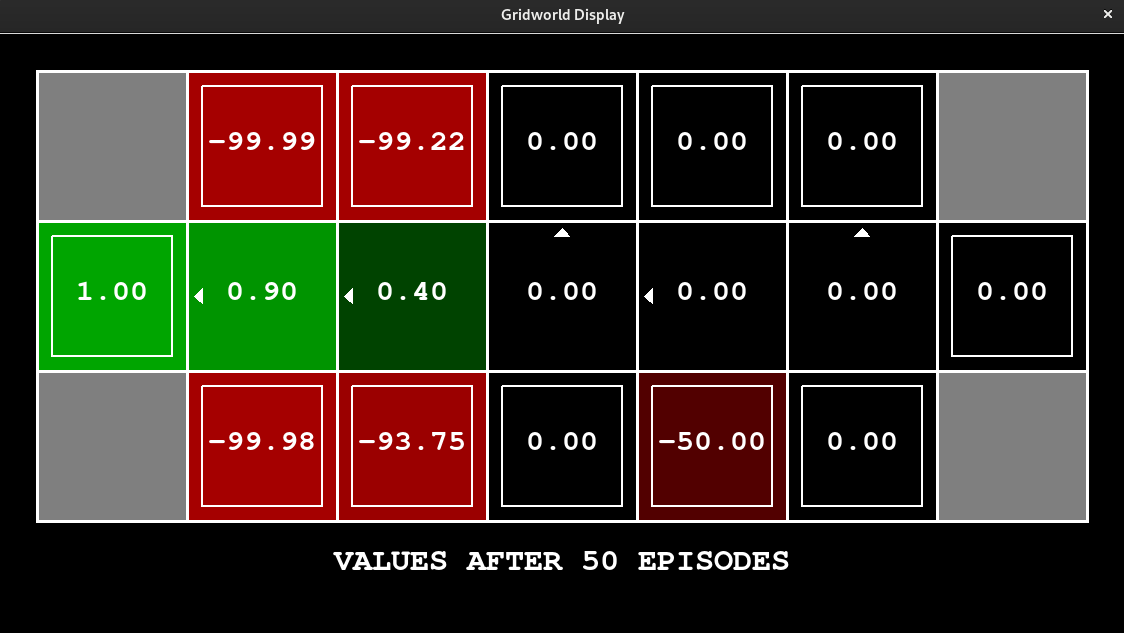 Gridworld Display
-99.99 -99.22 0.00 0.00 0.00
1.00 0.90 0.40 0.00 0.00 0.00 0.00
-99.98 -93.75 0.00 -50.00 0.00
VALUES AFTER 50 EPISODES